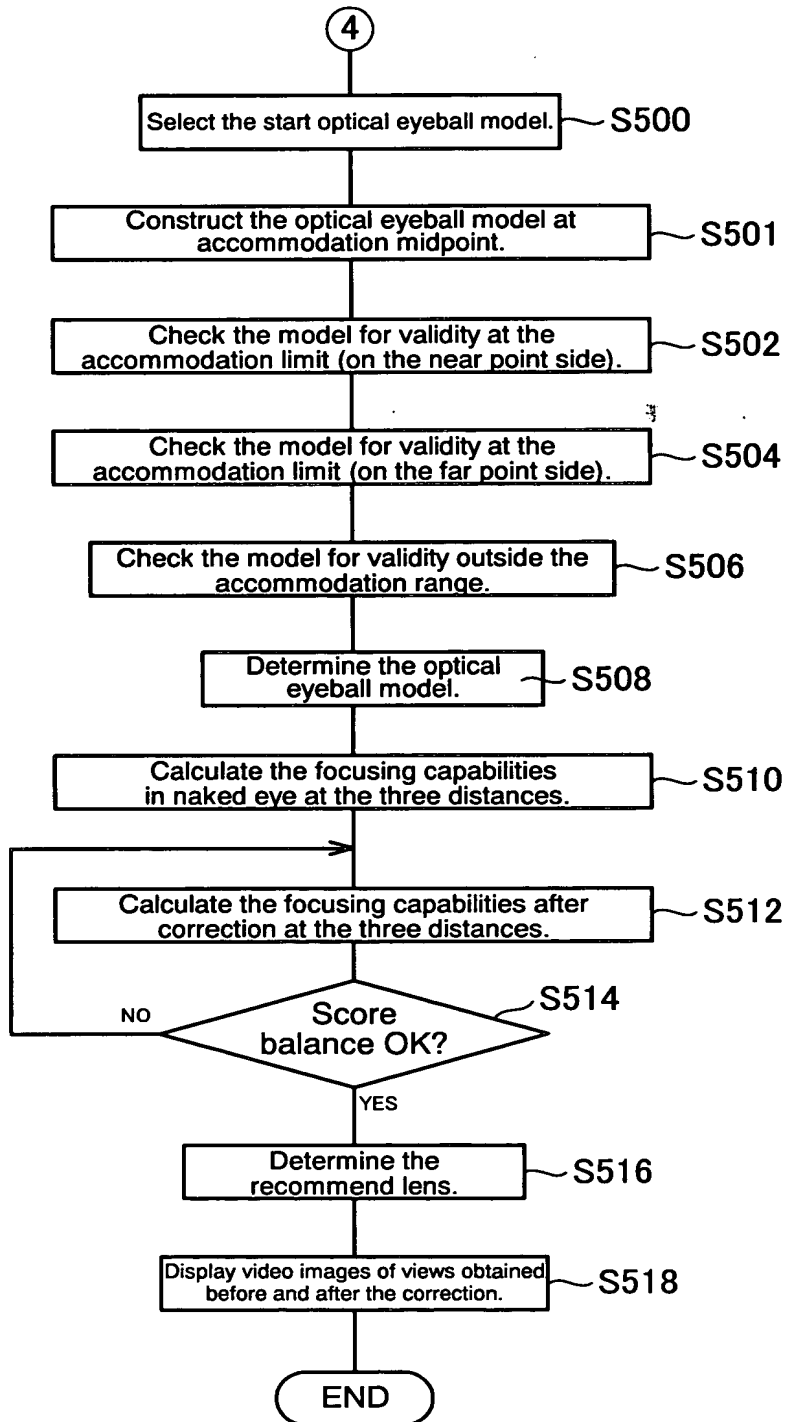 4
Select the start optical eyeball model.
S500
Construct the optical eyeball model at
accommodation midpoint.
S501
Check the model for validity at the
accommodation limit (on the near point side).
S502
Check the model for validity at the
accommodation limit (on the far point side).
S504
Check the model for validity outside the
accommodation range.
S506
Determine the optical
eyeball model.
S508
Calculate the focusing capabilities
in naked eye at the three distances.
S510
Calculate the focusing capabilities after
correction at the three distances.
S512
Score
balance OK?
S514
NO
YES
Determine the
recommend lens.
S516
Display video images of views obtained
before and after the correction.
S518
END